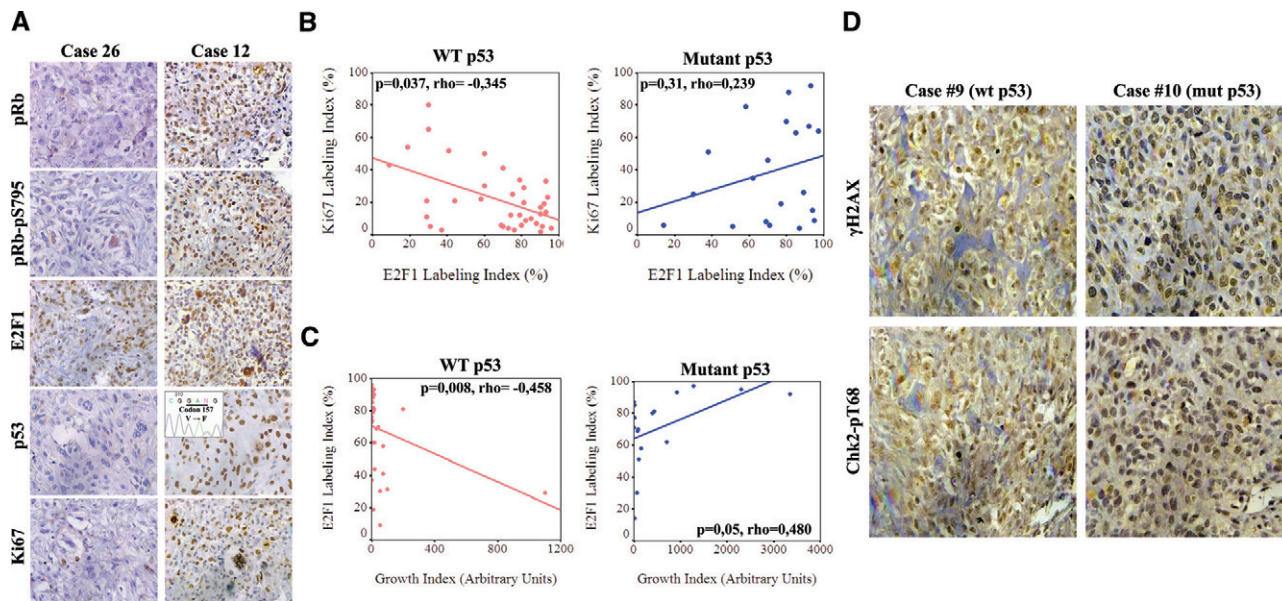 A
Case 26
Case 12
pRb
pRb-pS795
E2F1
p53
Ki67
C G G A N G
Codon 157
V → F
B
WT p53
p=0,037, rho= -0,345
Ki67 Labeling Index (%)
100
80
60
40
20
0
0 20 40 60 80 100
E2F1 Labeling Index (%)
Mutant p53
p=0,31, rho=0,239
Ki67 Labeling Index (%)
100
80
60
40
20
0
0 20 40 60 80 100
E2F1 Labeling Index (%)
C
WT p53
p=0,008, rho= -0,458
E2F1 Labeling Index (%)
100
80
60
40
20
0
0 400 800 1200
Growth Index (Arbitrary Units)
Mutant p53
p=0,05, rho=0,480
E2F1 Labeling Index (%)
100
80
60
40
20
0
0 1000 2000 3000 4000
Growth Index (Arbitrary Units)
D
Case #9 (wt p53)
Case #10 (mut p53)
γH2AX
Chk2-pT68